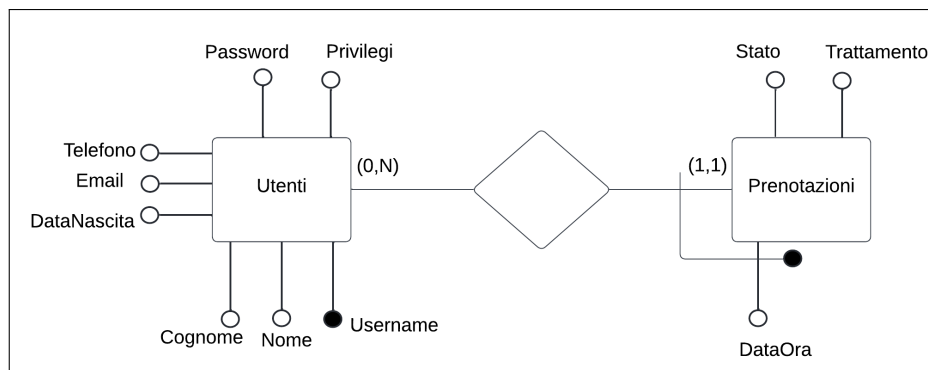 Password
Privilegi
Stato
Trattamento
Telefono
Email
DataNascita
Utenti
(0,N)
(1,1)
Prenotazioni
Cognome
Nome
Username
DataOra